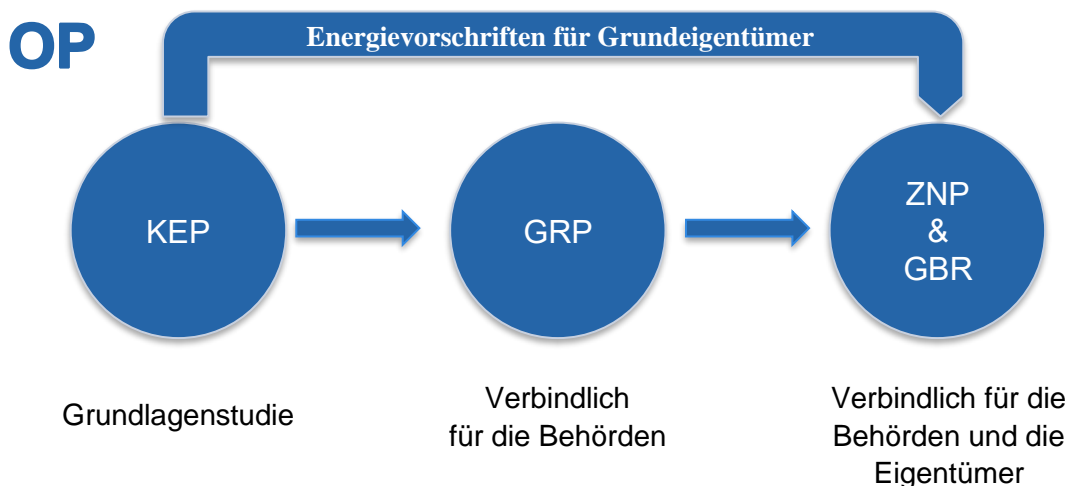 OP
Energievorschriften für Grundeigentümer
KEP
GRP
ZNP
&
GBR
Grundlagenstudie
Verbindlich
für die Behörden
Verbindlich für die
Behörden und die
Eigentümer